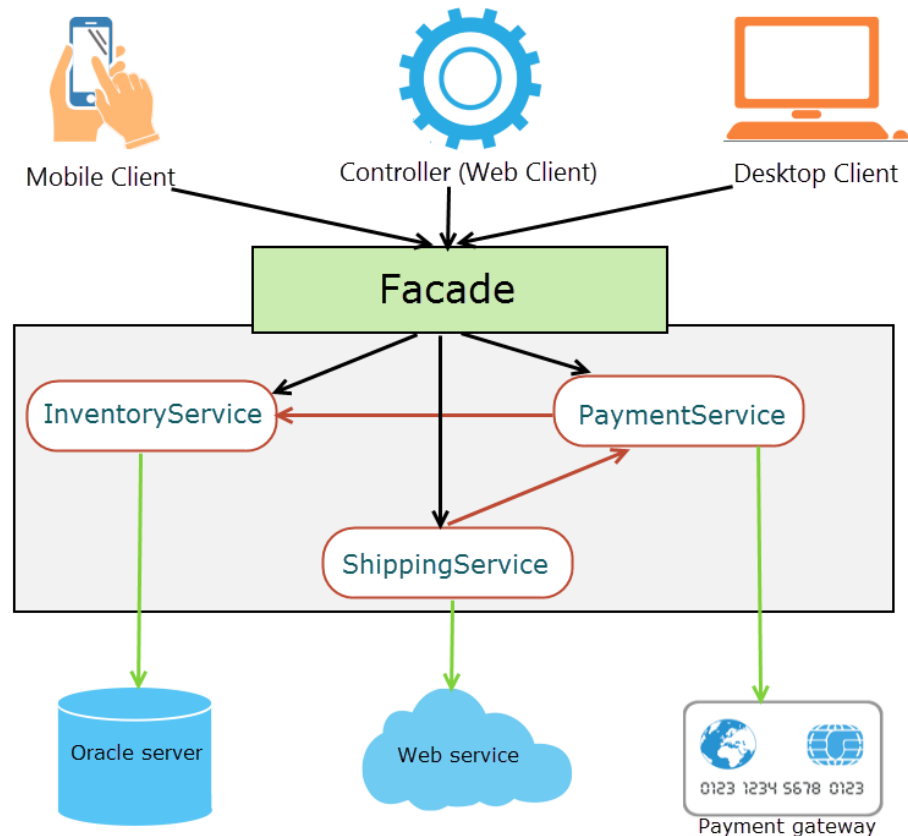 Mobile Client
Controller (Web Client)
Desktop Client
Facade
InventoryService
PaymentService
ShippingService
Oracle server
Web service
0123 1234 5678 0123
Payment gateway